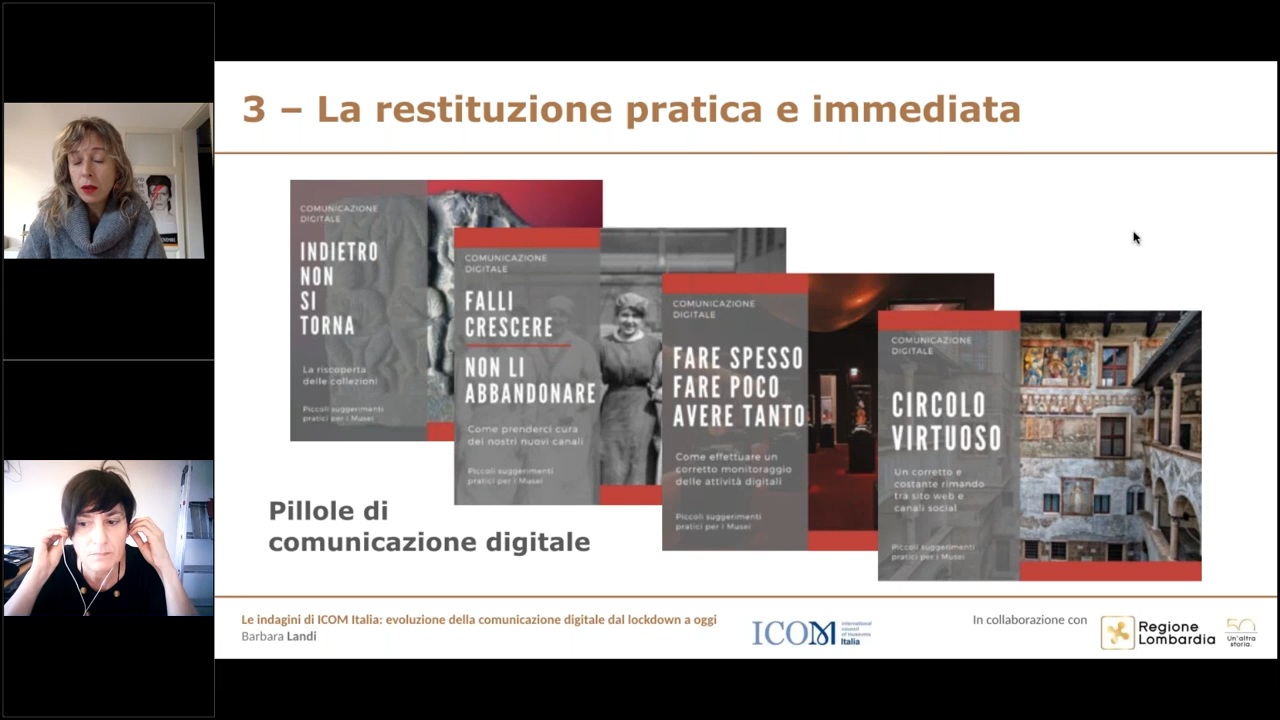 3 – La restituzione pratica e immediata
COMUNICAZIONE
DIGITALE
INDIETRO
NON
SI
TORNA
La riscoperta
delle collezioni
Piccoli suggerimenti
pratici per i Musei
COMUNICAZIONE
DIGITALE
FALLI
CRESCERE
NON LI
ABBANDONARE
Come prenderci cura
dei nostri nuovi canali
Piccoli suggerimenti
pratici per i Musei
COMUNICAZIONE
DIGITALE
FARE SPESSO
FARE POCO
AVERE TANTO
Come effettuare un
corretto monitoraggio
delle attività digitali
Piccoli suggerimenti
pratici per i Musei
COMUNICAZIONE
DIGITALE
CIRCOLO
VIRTUOSO
Un corretto e
costante rimando
tra sito web e
canali social
Piccoli suggerimenti
pratici per i Musei
Pillole di
comunicazione digitale
Le indagini di ICOM Italia: evoluzione della comunicazione digitale dal lockdown a oggi
Barbara Landi
ICOM
international
council
of museums
Italia
In collaborazione con
Regione
Lombardia
50
Un'altra
storia.